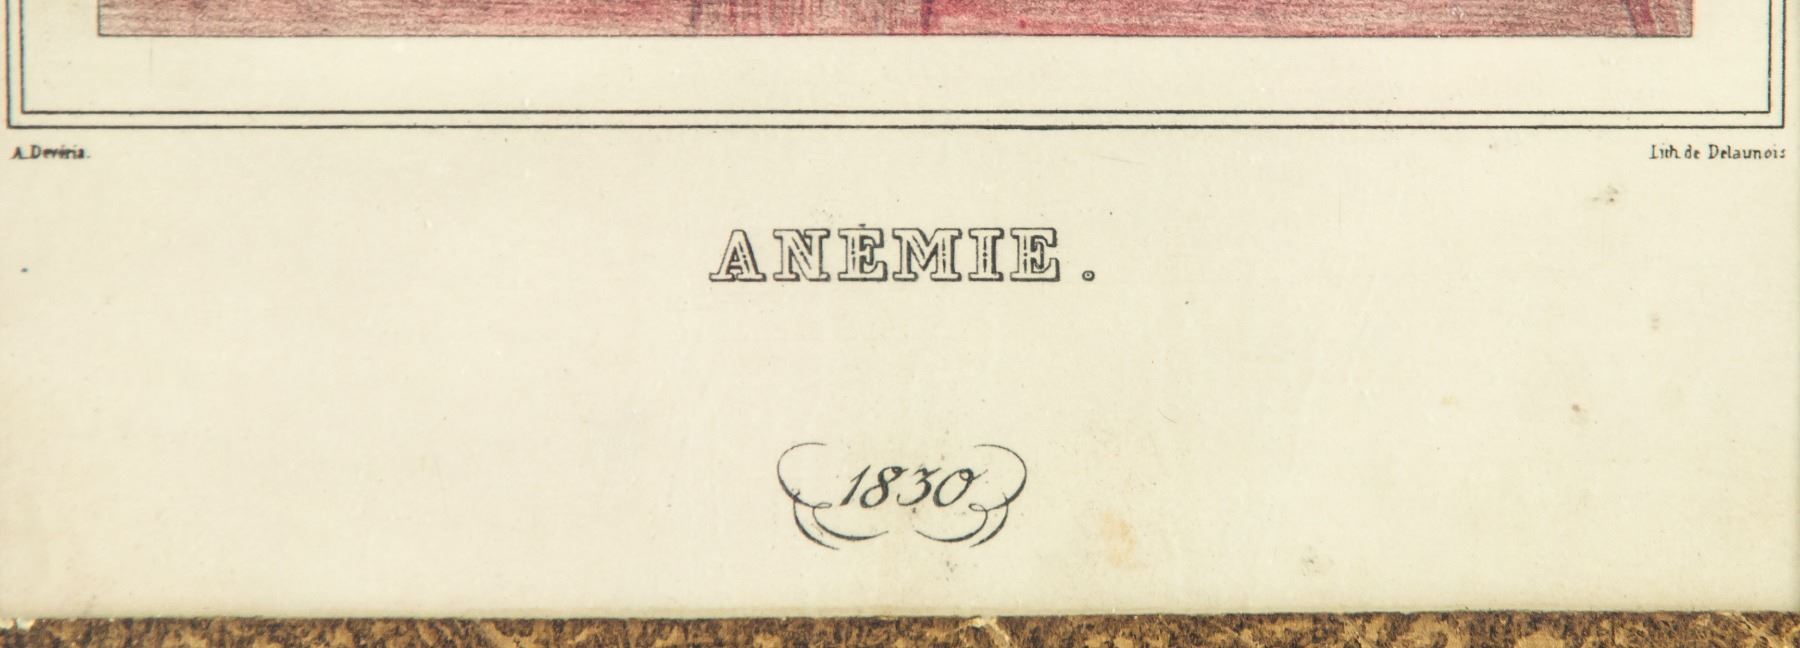 A. Devéria.
Lith. de Delaunois
ANÉMIE.
1830